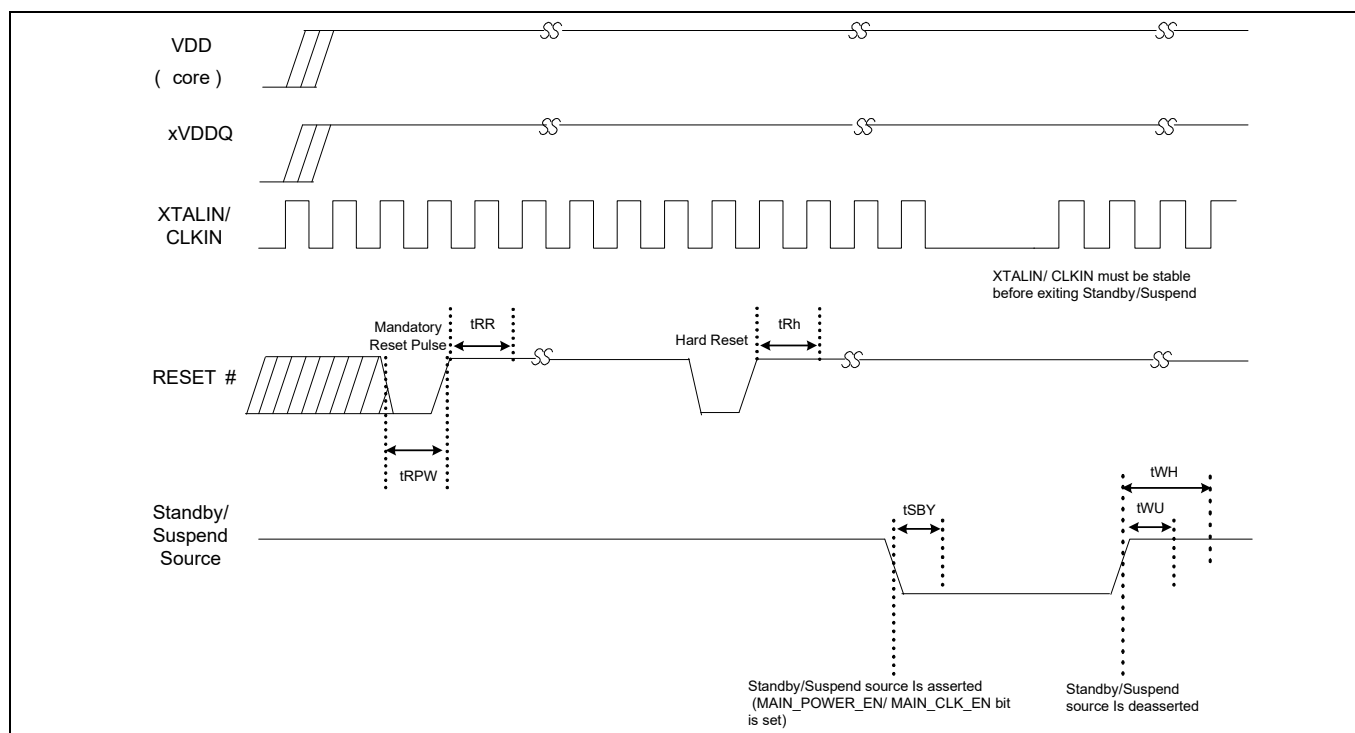 VDD
( core )
xVDDQ
XTALIN/
CLKIN
XTALIN/ CLKIN must be stable
before exiting Standby/Suspend
Mandatory
Reset Pulse
tRR
Hard Reset
tRh
RESET #
tRPW
tWH
Standby/
Suspend
Source
tSBY
tWU
Standby/Suspend source Is asserted
(MAIN_POWER_EN/ MAIN_CLK_EN bit
is set)
Standby/Suspend
source Is deasserted